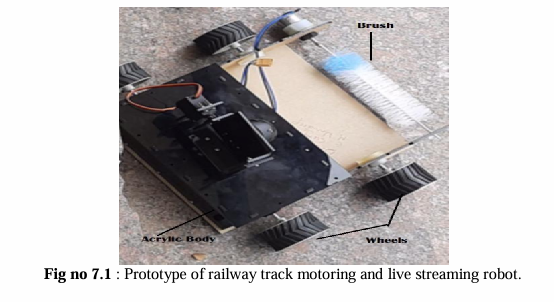 Brush
Acrylic Body
Wheels
Fig no 7.1 : Prototype of railway track motoring and live streaming robot.